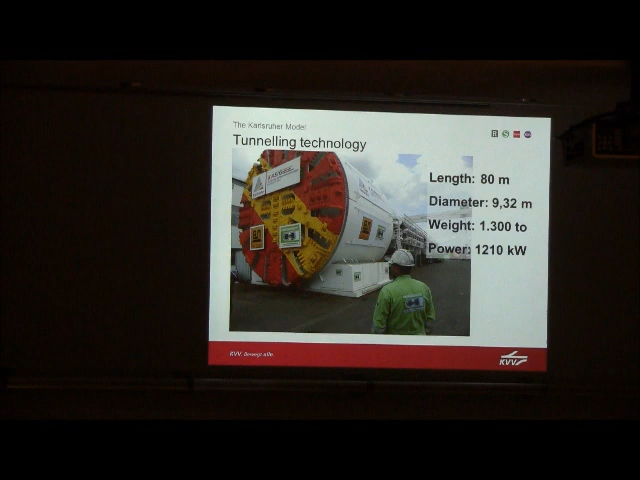 The Karlsruher Model
Tunnelling technology
Length: 80 m
Diameter: 9,32 m
Weight: 1.300 to
Power: 1210 kW
KVV. Bewegt alle.
KVV